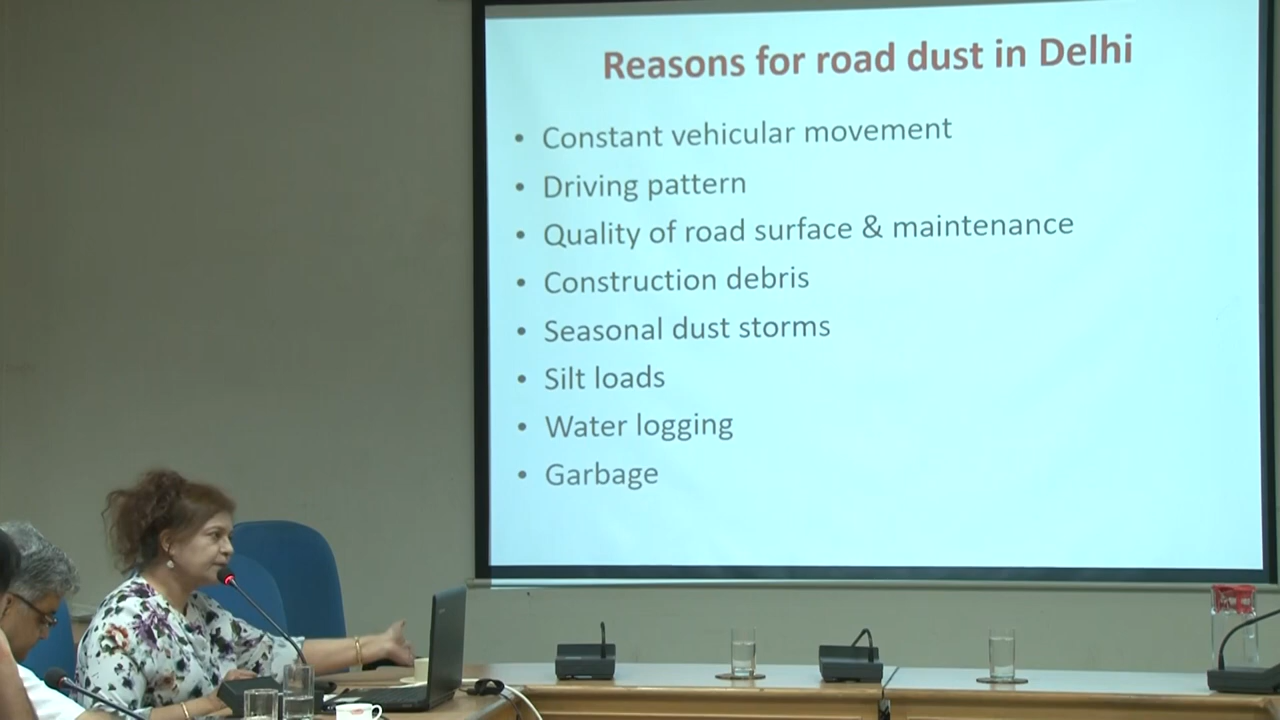 Reasons for road dust in Delhi
• Constant vehicular movement
• Driving pattern
• Quality of road surface & maintenance
• Construction debris
• Seasonal dust storms
• Silt loads
• Water logging
• Garbage